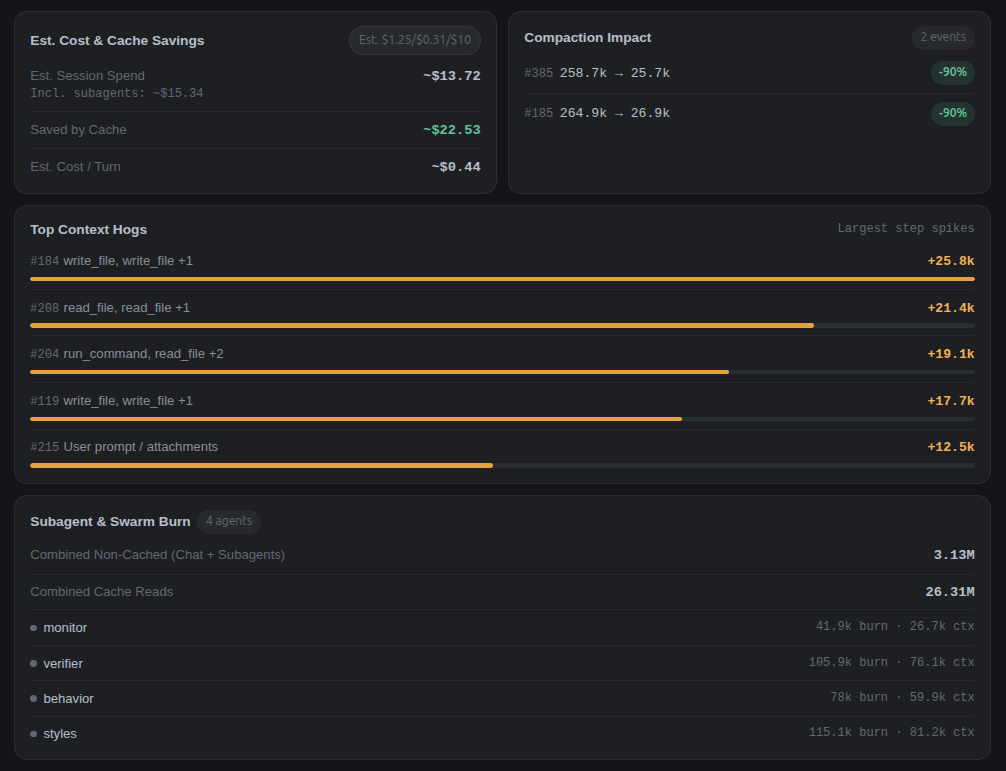 Est. Cost & Cache Savings
Est. $1.25/$0.31/$10
Est. Session Spend
~$13.72
Incl. subagents: ~$15.34
Saved by Cache
~$22.53
Est. Cost / Turn
~$0.44
Compaction Impact
2 events
#385 258.7k → 25.7k
-90%
#185 264.9k → 26.9k
-90%
Top Context Hogs
Largest step spikes
#184 write_file, write_file +1
+25.8k
#208 read_file, read_file +1
+21.4k
#204 run_command, read_file +2
+19.1k
#119 write_file, write_file +1
+17.7k
#215 User prompt / attachments
+12.5k
Subagent & Swarm Burn
4 agents
Combined Non-Cached (Chat + Subagents)
3.13M
Combined Cache Reads
26.31M
monitor
41.9k burn · 26.7k ctx
verifier
105.9k burn · 76.1k ctx
behavior
78k burn · 59.9k ctx
styles
115.1k burn · 81.2k ctx